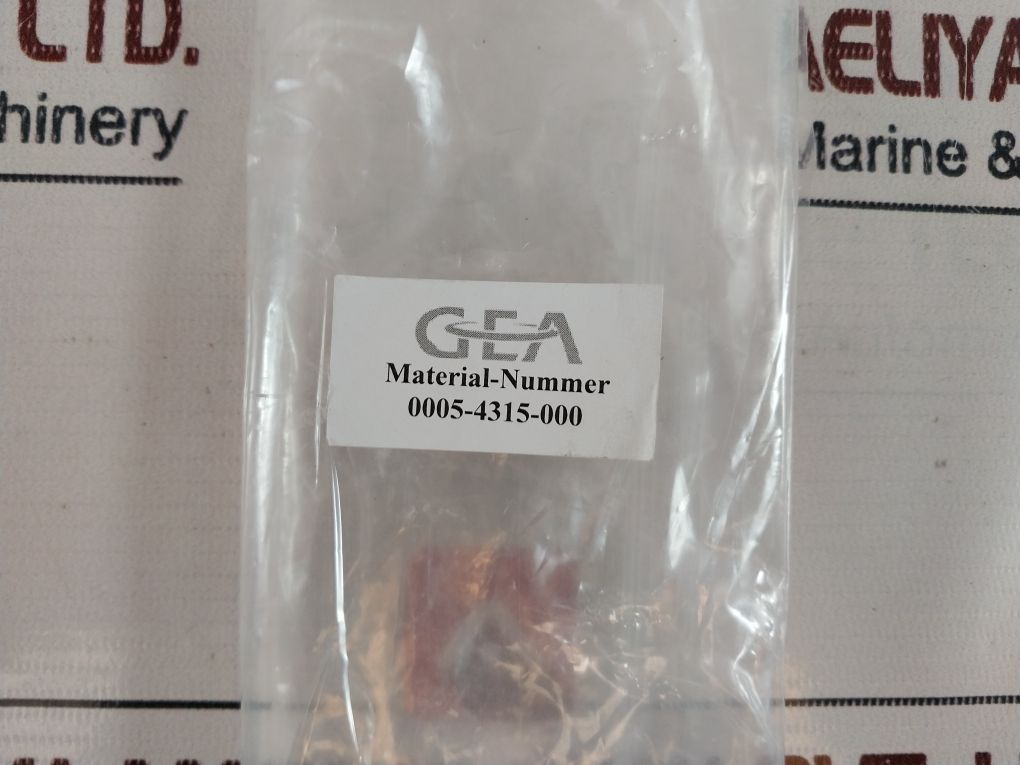 LTD.
hinery
AELIYA
Marine &
GEA
Material-Nummer
0005-4315-000